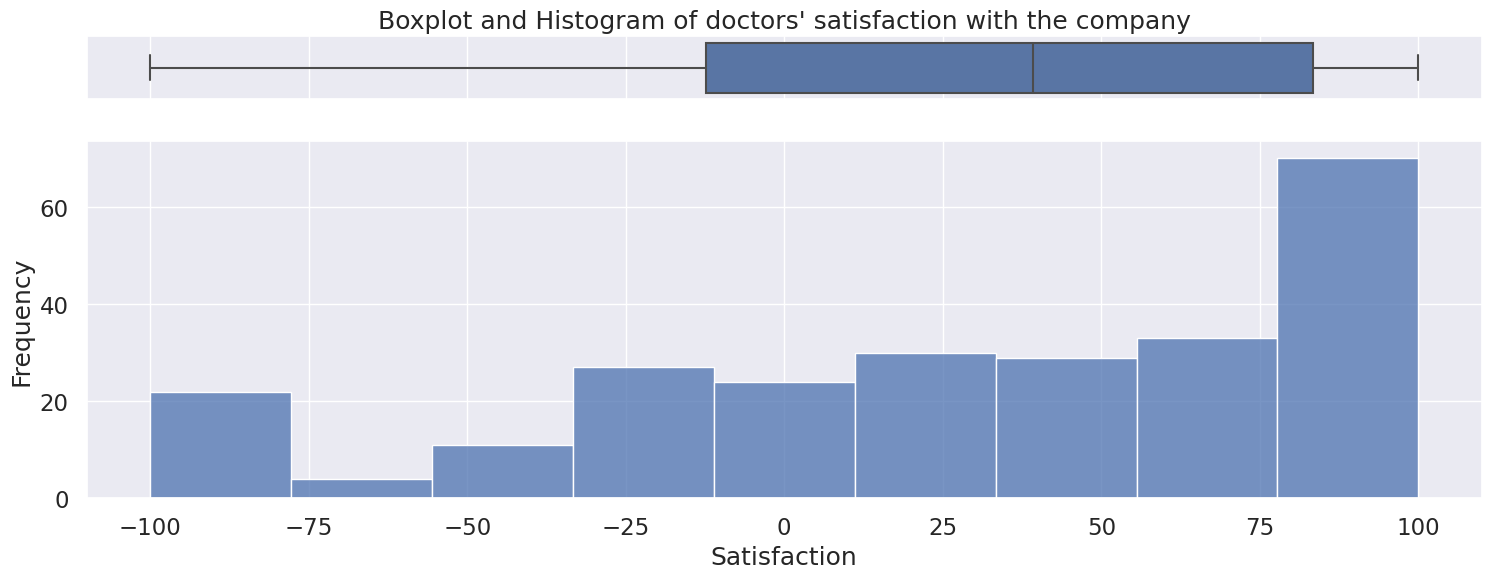 Boxplot and Histogram of doctors' satisfaction with the company
Frequency
60
40
20
0
−100 −75 −50 −25 0 25 50 75 100
Satisfaction